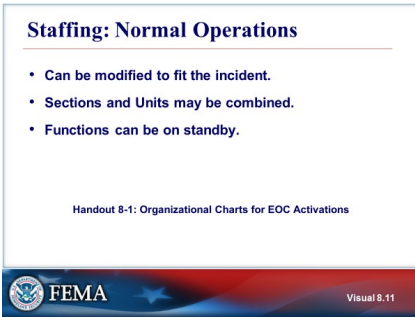 Staffing: Normal Operations
• Can be modified to fit the incident.
• Sections and Units may be combined.
• Functions can be on standby.
Handout 8-1: Organizational Charts for EOC Activations
FEMA
Visual 8.11